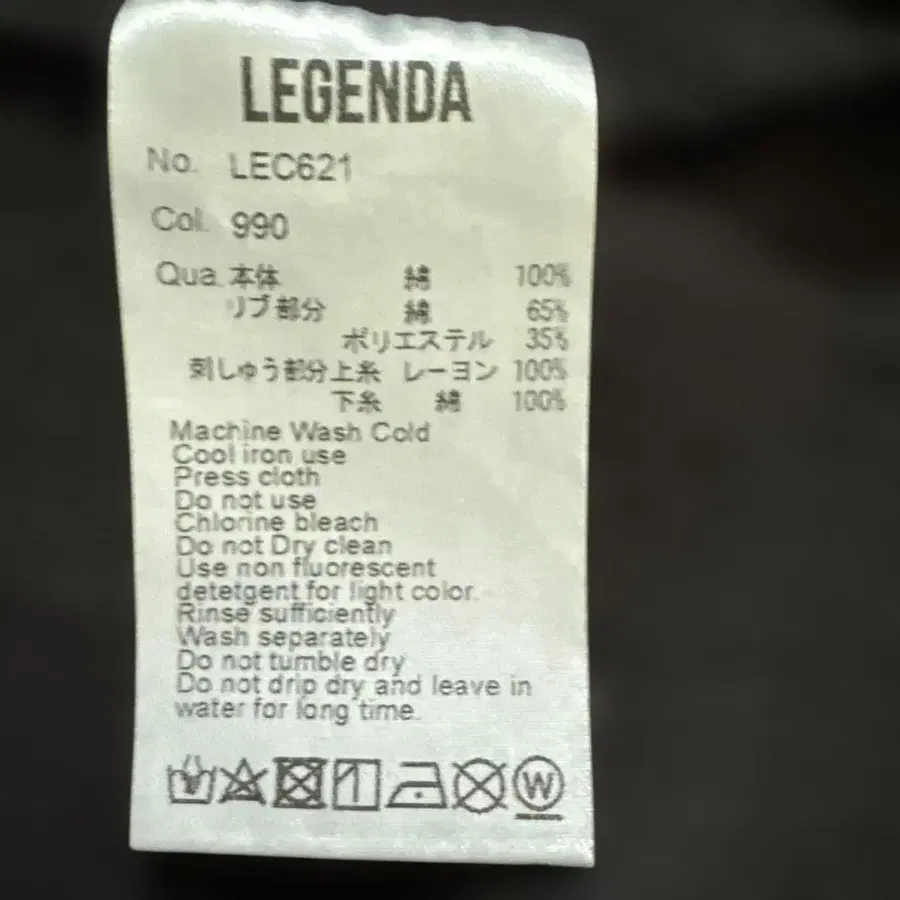 LEGENDA
No. LEC621
Col. 990
Qua. 本体 綿 100%
リブ部分 綿 65%
ポリエステル 35%
刺しゅう部分上糸 レーヨン 100%
下糸 綿 100%
Machine Wash Cold
Cool iron use
Press cloth
Do not use
Chlorine bleach
Do not Dry clean
Use non fluorescent
detetgent for light color.
Rinse sufficiently
Wash separately
Do not tumble dry
Do not drip dry and leave in
water for long time.
W